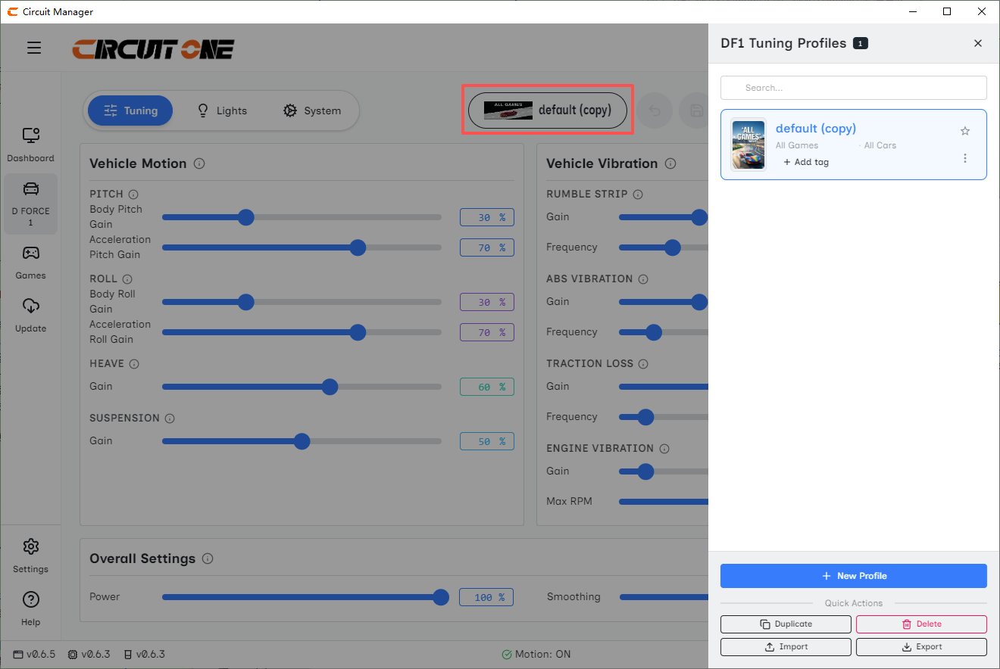 Circuit Manager
CIRCUIT ONE
Tuning
Lights
System
ALL GAMES
default (copy)
Dashboard
D FORCE
1
Games
Update
Settings
Help
Vehicle Motion
PITCH
Body Pitch
Gain
30 %
Acceleration
Pitch Gain
70 %
ROLL
Body Roll
Gain
30 %
Acceleration
Roll Gain
70 %
HEAVE
Gain
60 %
SUSPENSION
Gain
50 %
Vehicle Vibration
RUMBLE STRIP
Gain
Frequency
ABS VIBRATION
Gain
Frequency
TRACTION LOSS
Gain
Frequency
ENGINE VIBRATION
Gain
Max RPM
Overall Settings
Power
100 %
Smoothing
v0.6.5
v0.6.3
v0.6.3
Motion: ON
DF1 Tuning Profiles 1
Search...
ALL GAMES
default (copy)
All Games · All Cars
+ Add tag
+ New Profile
Quick Actions
Duplicate
Delete
Import
Export